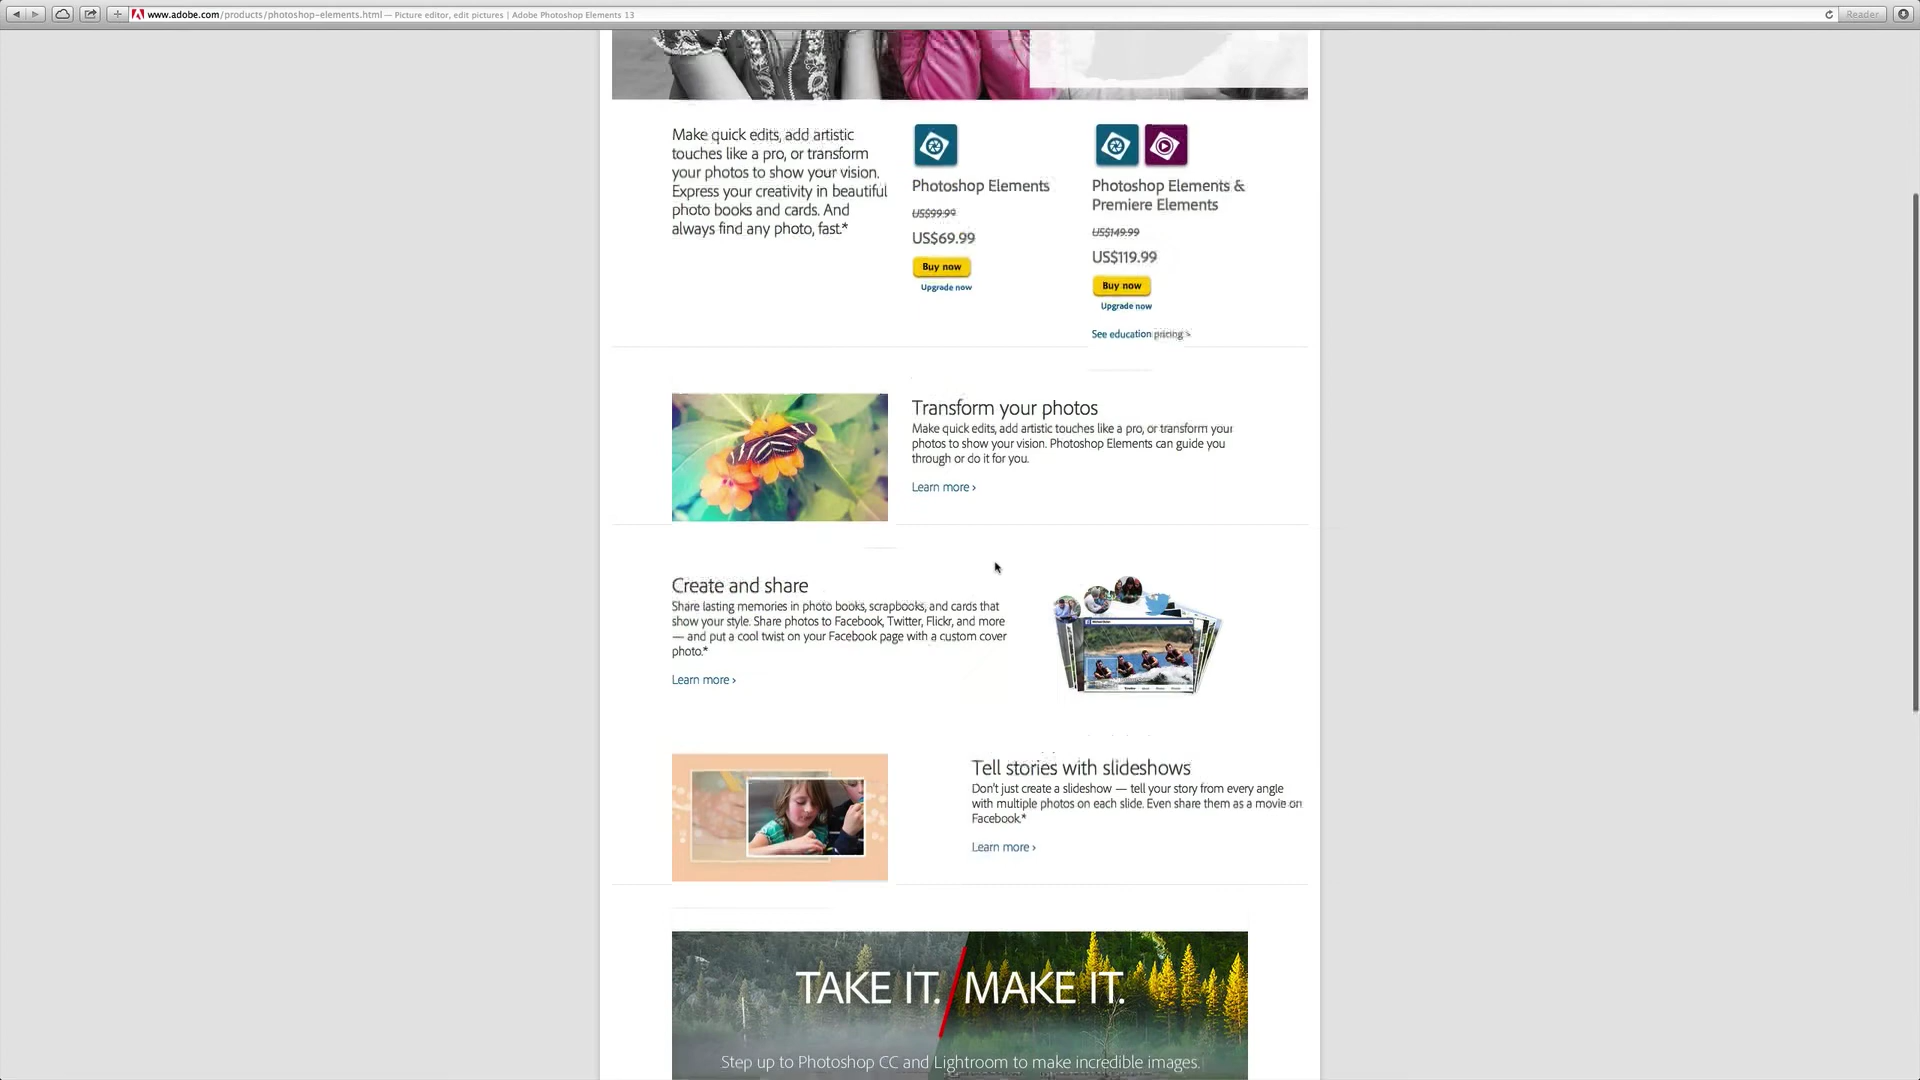 www.adobe.com/products/photoshop-elements.html — Picture editor, edit pictures | Adobe Photoshop Elements 13
Reader
Make quick edits, add artistic
touches like a pro, or transform
your photos to show your vision.
Express your creativity in beautiful
photo books and cards. And
always find any photo, fast.*
Photoshop Elements
US$99.99
US$69.99
Buy now
Upgrade now
Photoshop Elements &
Premiere Elements
US$149.99
US$119.99
Buy now
Upgrade now
See education pricing >
Transform your photos
Make quick edits, add artistic touches like a pro, or transform your
photos to show your vision. Photoshop Elements can guide you
through or do it for you.
Learn more ›
Create and share
Share lasting memories in photo books, scrapbooks, and cards that
show your style. Share photos to Facebook, Twitter, Flickr, and more
— and put a cool twist on your Facebook page with a custom cover
photo.*
Learn more ›
Tell stories with slideshows
Don't just create a slideshow — tell your story from every angle
with multiple photos on each slide. Even share them as a movie on
Facebook.*
Learn more ›
TAKE IT. / MAKE IT.
Step up to Photoshop CC and Lightroom to make incredible images.